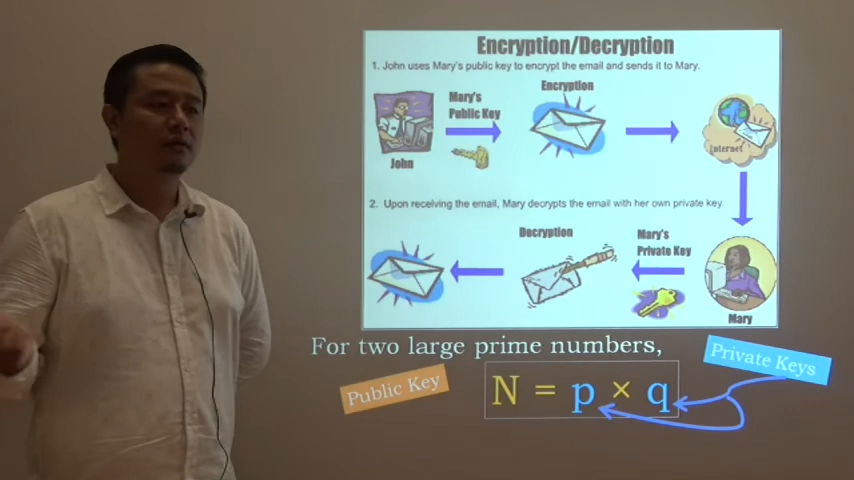 Encryption/Decryption
1. John uses Mary's public key to encrypt the email and sends it to Mary.
Encryption
Mary's
Public Key
Internet
John
2. Upon receiving the email, Mary decrypts the email with her own private key.
Decryption
Mary's
Private Key
Mary
For two large prime numbers,
Private Keys
Public Key
N = p × q